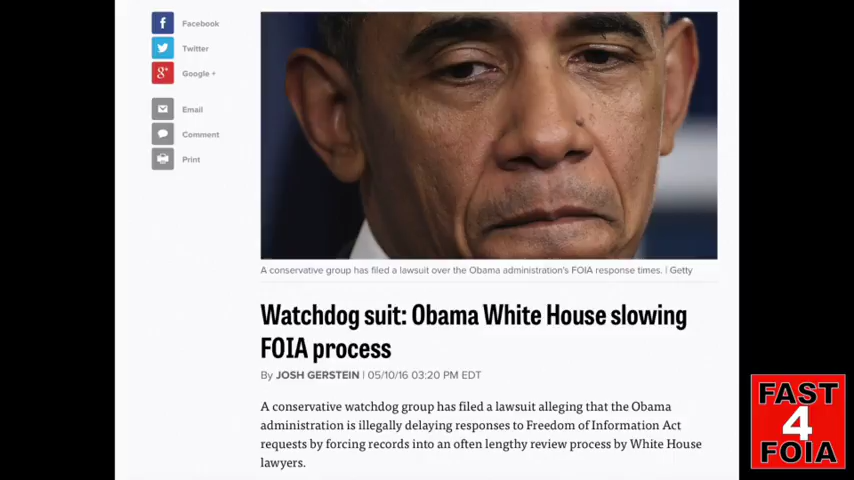 Facebook
Twitter
Google +
Email
Comment
Print
A conservative group has filed a lawsuit over the Obama administration's FOIA response times. | Getty
Watchdog suit: Obama White House slowing
FOIA process
By JOSH GERSTEIN | 05/10/16 03:20 PM EDT
A conservative watchdog group has filed a lawsuit alleging that the Obama
administration is illegally delaying responses to Freedom of Information Act
requests by forcing records into an often lengthy review process by White House
lawyers.
FAST
4
FOIA